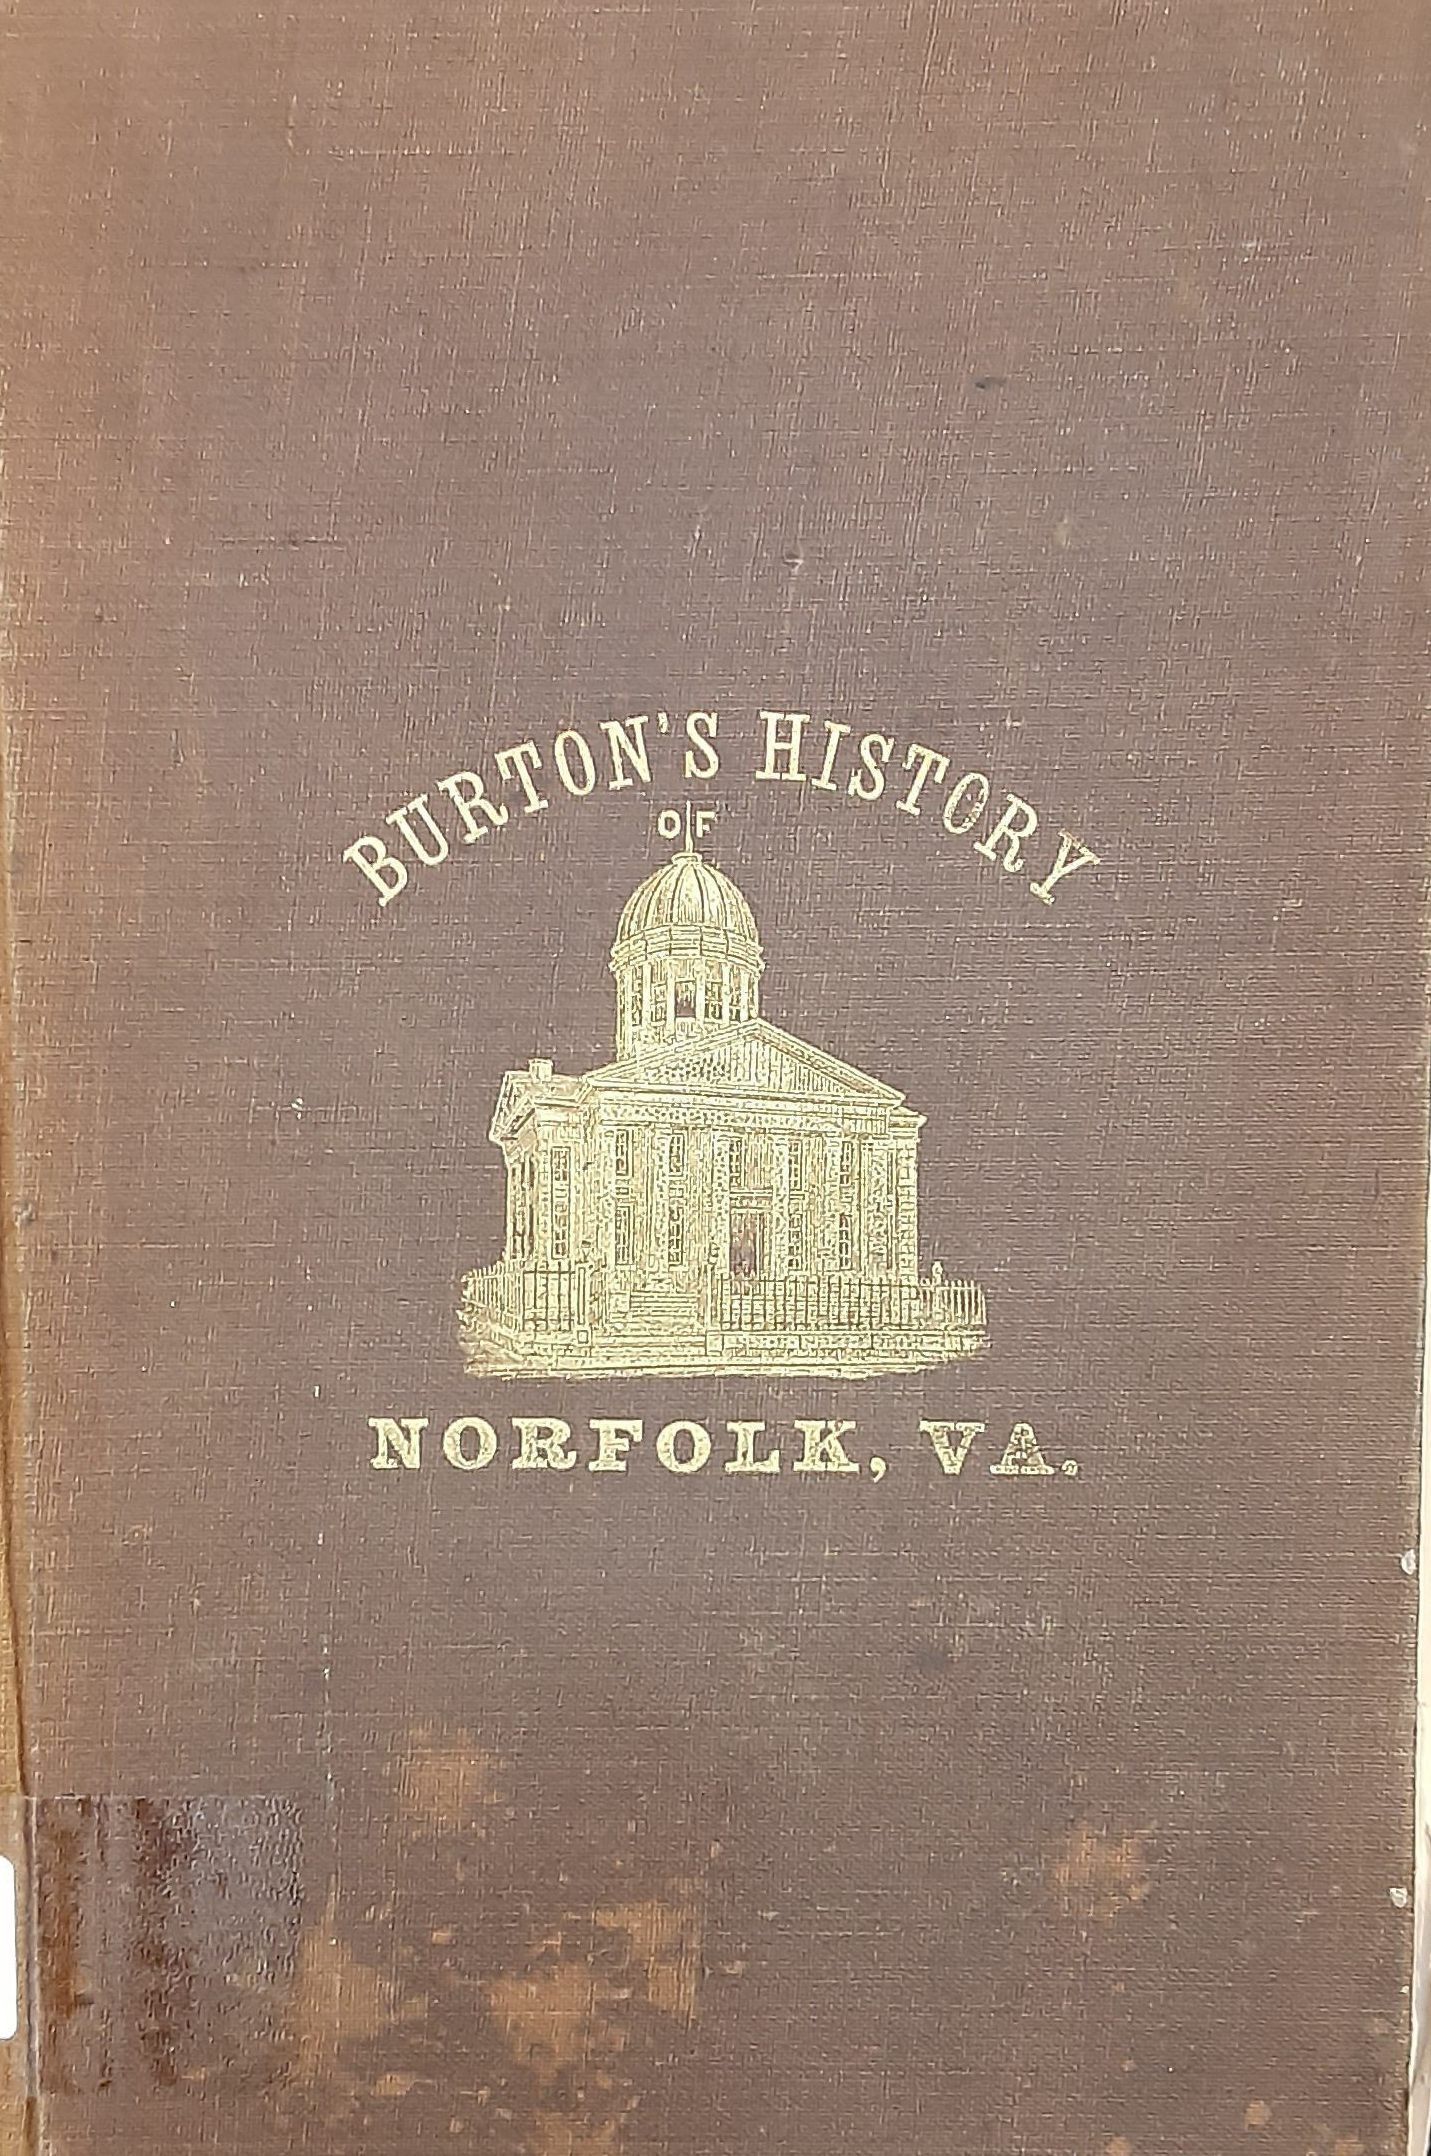 BURTON'S HISTORY
OF
NORFOLK, VA.